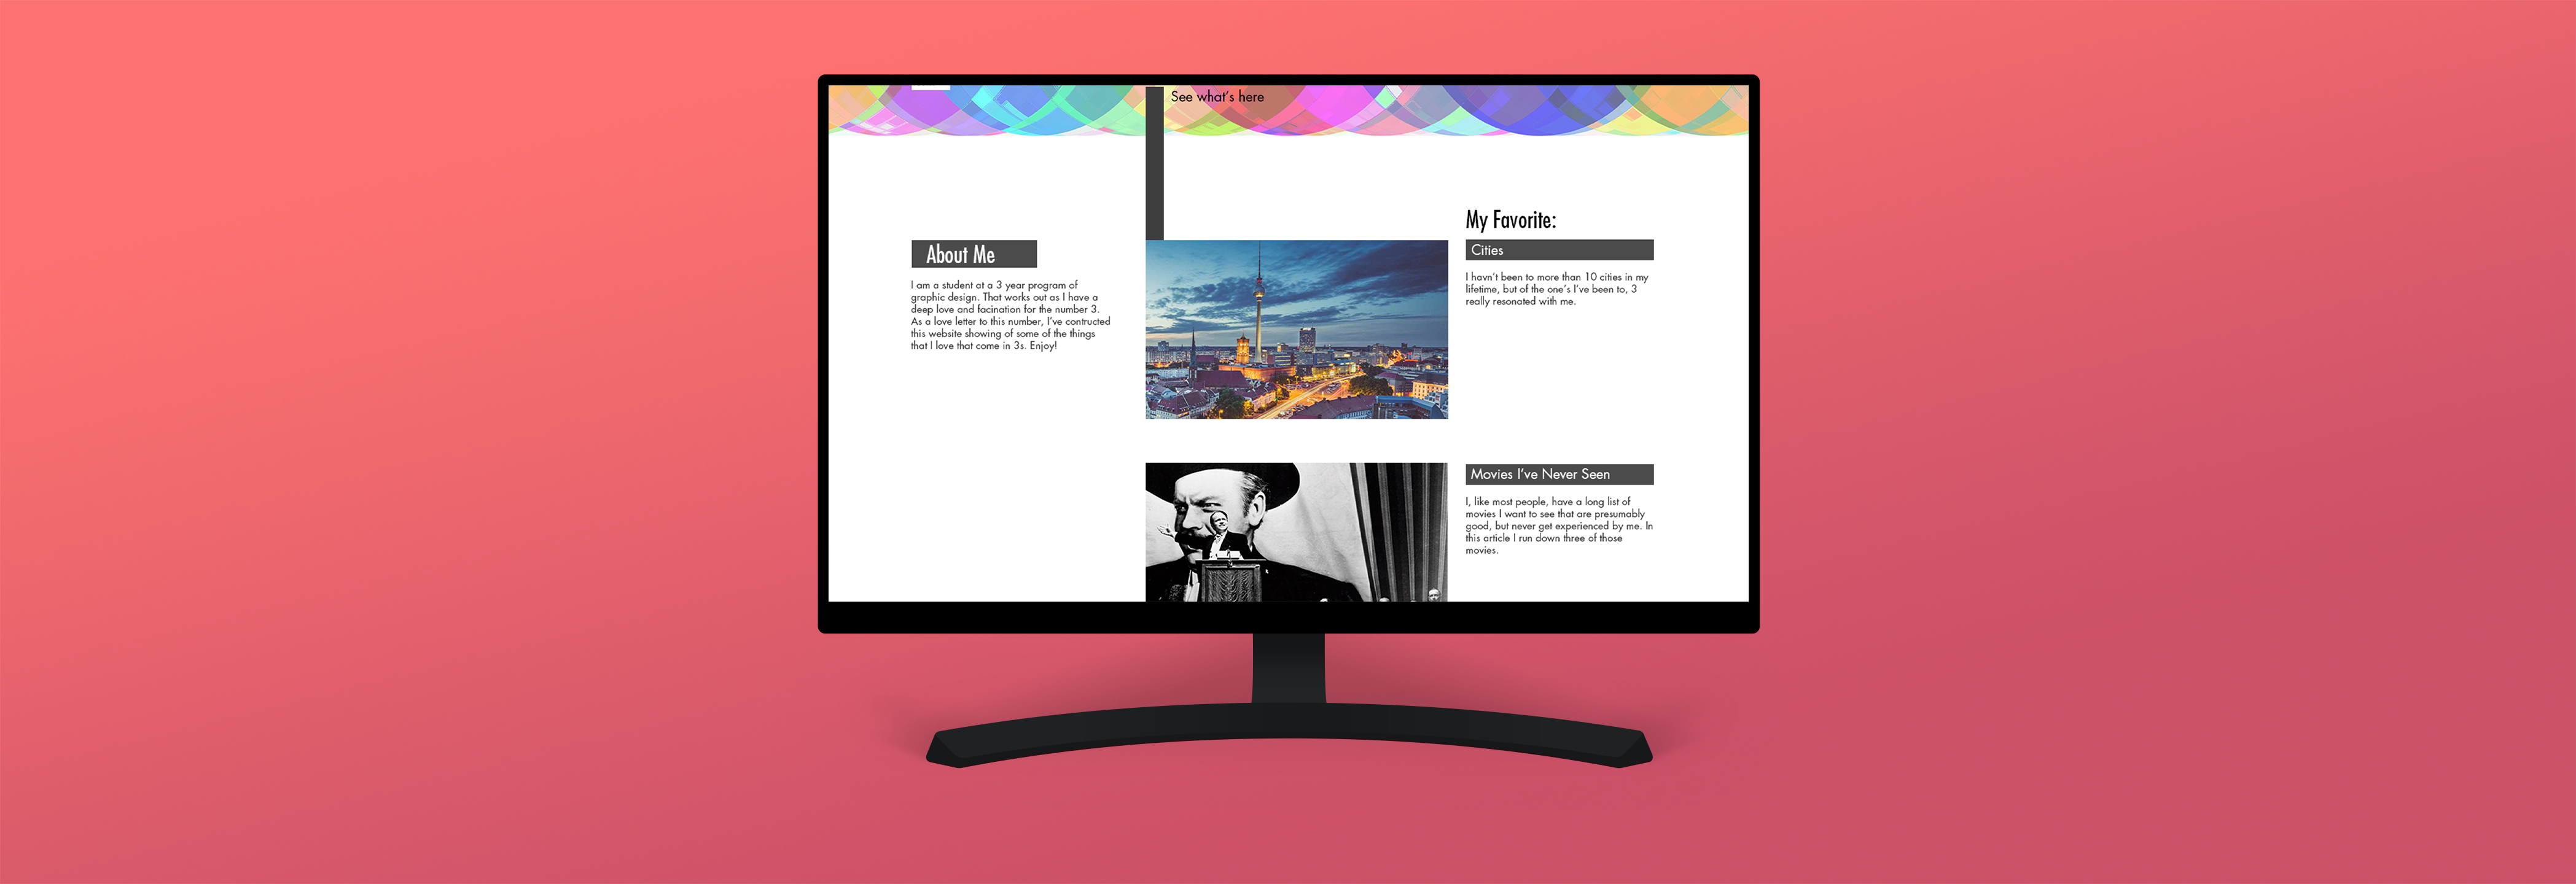 See what's here
About Me
I am a student at a 3 year program of
graphic design. That works out as I have a
deep love and facination for the number 3.
As a love letter to this number, I've contructed
this website showing of some of the things
that I love that come in 3s. Enjoy!
My Favorite:
Cities
I havn't been to more than 10 cities in my
lifetime, but of the one's I've been to, 3
really resonated with me.
Movies I've Never Seen
I, like most people, have a long list of
movies I want to see that are presumably
good, but never get experienced by me. In
this article I run down three of those
movies.